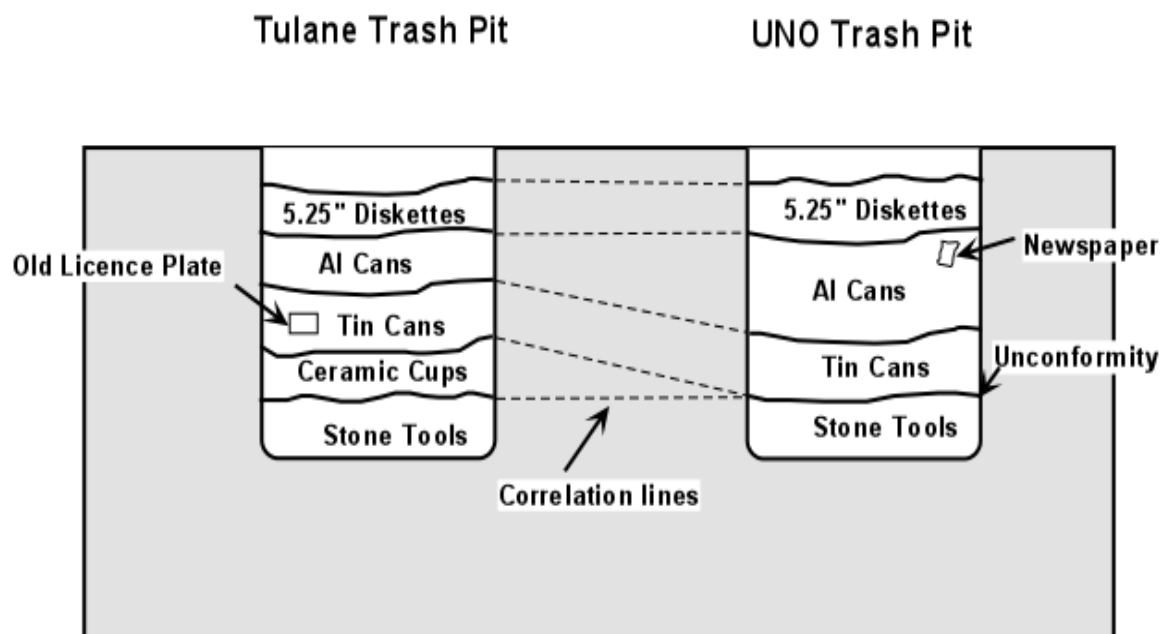 Tulane Trash Pit
UNO Trash Pit
5.25" Diskettes
Al Cans
Old Licence Plate
Tin Cans
Ceramic Cups
Stone Tools
5.25" Diskettes
Newspaper
Al Cans
Unconformity
Tin Cans
Stone Tools
Correlation lines